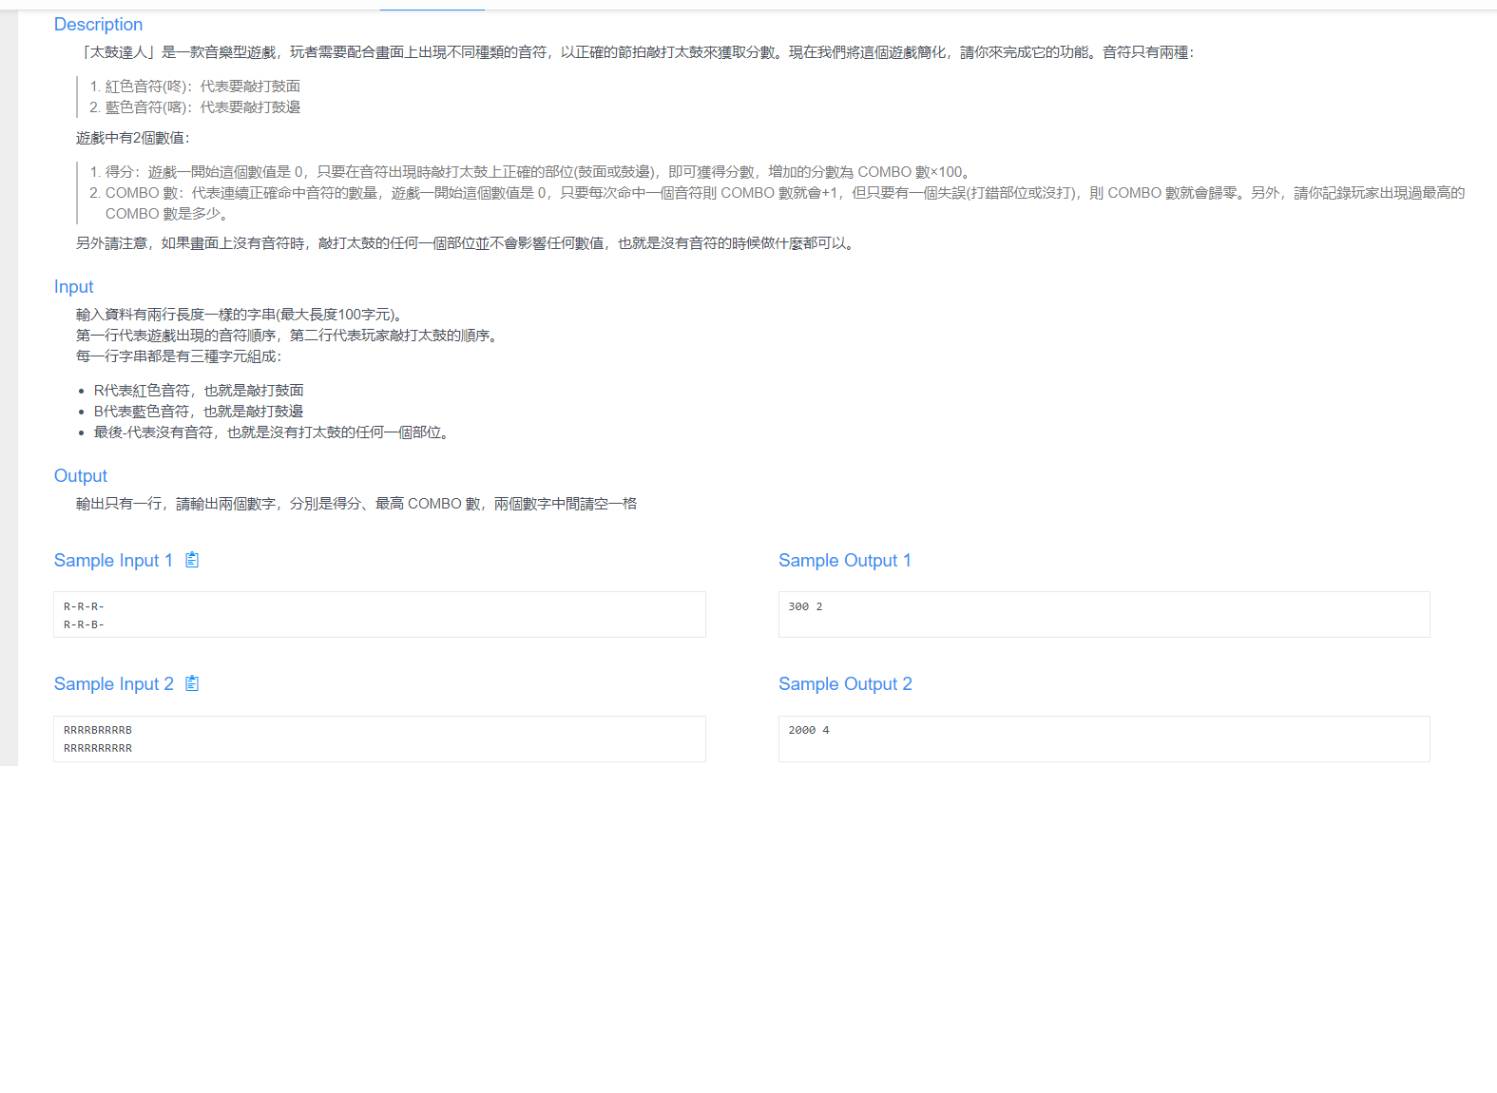 Description
「太鼓達人」是一款音樂型遊戲，玩者需要配合畫面上出現不同種類的音符，以正確的節拍敲打太鼓來獲取分數。現在我們將這個遊戲簡化，請你來完成它的功能。音符只有兩種：
1. 紅色音符(咚)：代表要敲打鼓面
2. 藍色音符(喀)：代表要敲打鼓邊
遊戲中有2個數值：
1. 得分：遊戲一開始這個數值是 0，只要在音符出現時敲打太鼓上正確的部位(鼓面或鼓邊)，即可獲得分數，增加的分數為 COMBO 數×100。
2. COMBO 數：代表連續正確命中音符的數量，遊戲一開始這個數值是 0，只要每次命中一個音符則 COMBO 數就會+1，但只要有一個失誤(打錯部位或沒打)，則 COMBO 數就會歸零。另外，請你記錄玩家出現過最高的
COMBO 數是多少。
另外請注意，如果畫面上沒有音符時，敲打太鼓的任何一個部位並不會影響任何數值，也就是沒有音符的時候做什麼都可以。
Input
輸入資料有兩行長度一樣的字串(最大長度100字元)。
第一行代表遊戲出現的音符順序，第二行代表玩家敲打太鼓的順序。
每一行字串都是有三種字元組成：
• R代表紅色音符，也就是敲打鼓面
• B代表藍色音符，也就是敲打鼓邊
• 最後-代表沒有音符，也就是沒有打太鼓的任何一個部位。
Output
輸出只有一行，請輸出兩個數字，分別是得分、最高 COMBO 數，兩個數字中間請空一格
Sample Input 1
R-R-R-
R-R-B-
Sample Output 1
300 2
Sample Input 2
RRRRBRRRRB
RRRRRRRRRR
Sample Output 2
2000 4